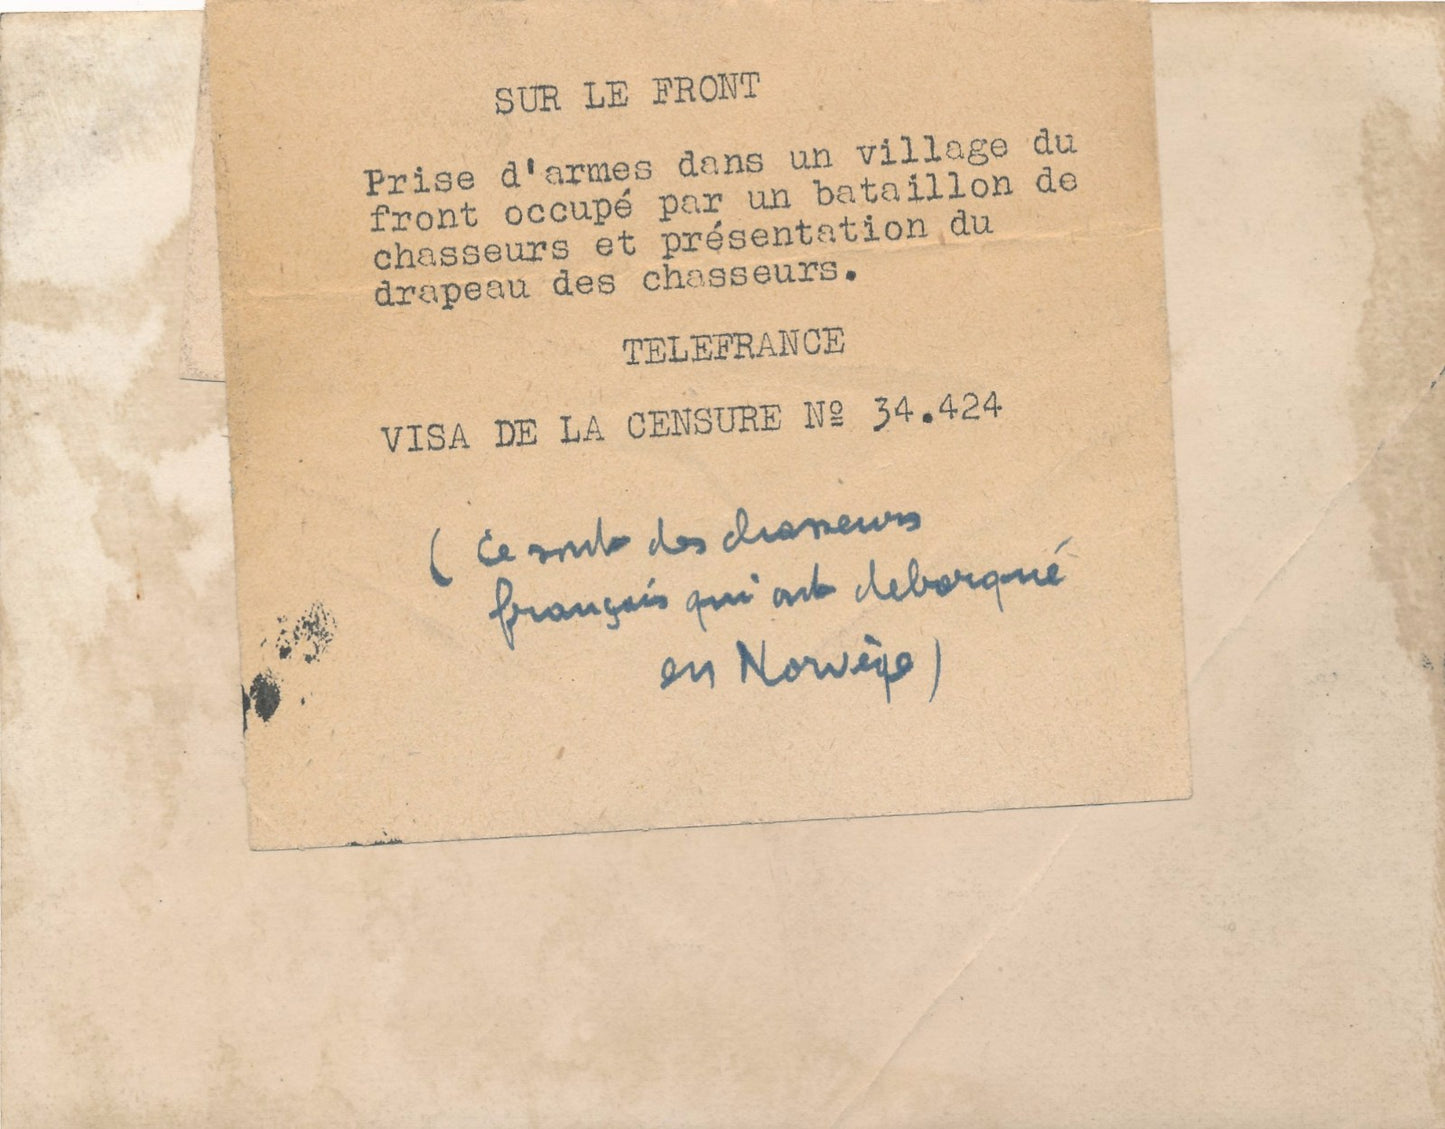 SUR LE FRONT
Prise d'armes dans un village du
front occupé par un bataillon de
chasseurs et présentation du
drapeau des chasseurs.
TELEFRANCE
VISA DE LA CENSURE Nº 34.424
( Ce sont des chasseurs
français qui ont debarqué
en Norvège)